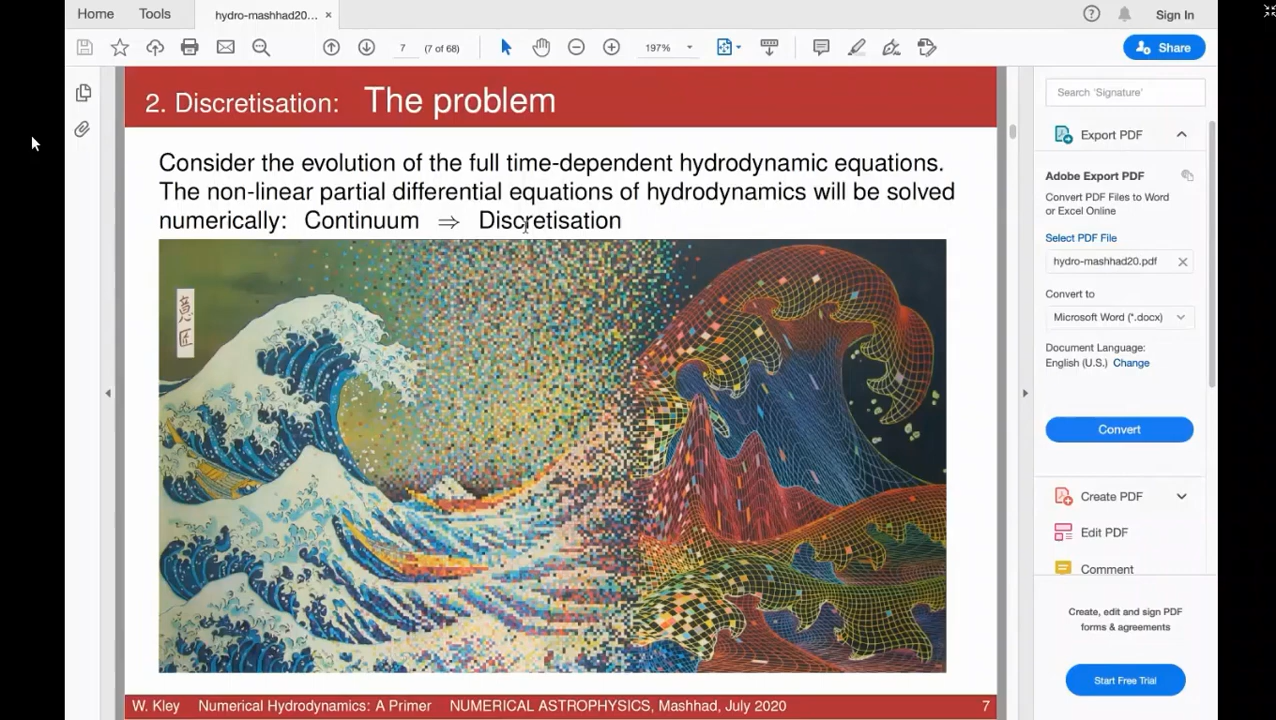 Home
Tools
hydro-mashhad20... ×
Sign In
7
(7 of 68)
197%
Share
2. Discretisation: The problem
Consider the evolution of the full time-dependent hydrodynamic equations.
The non-linear partial differential equations of hydrodynamics will be solved
numerically: Continuum ⇒ Discretisation
意
匠
W. Kley Numerical Hydrodynamics: A Primer NUMERICAL ASTROPHYSICS, Mashhad, July 2020 7
Search 'Signature'
Export PDF
Adobe Export PDF
Convert PDF Files to Word
or Excel Online
Select PDF File
hydro-mashhad20.pdf
Convert to
Microsoft Word (*.docx)
Document Language:
English (U.S.) Change
Convert
Create PDF
Edit PDF
Comment
Create, edit and sign PDF
forms & agreements
Start Free Trial